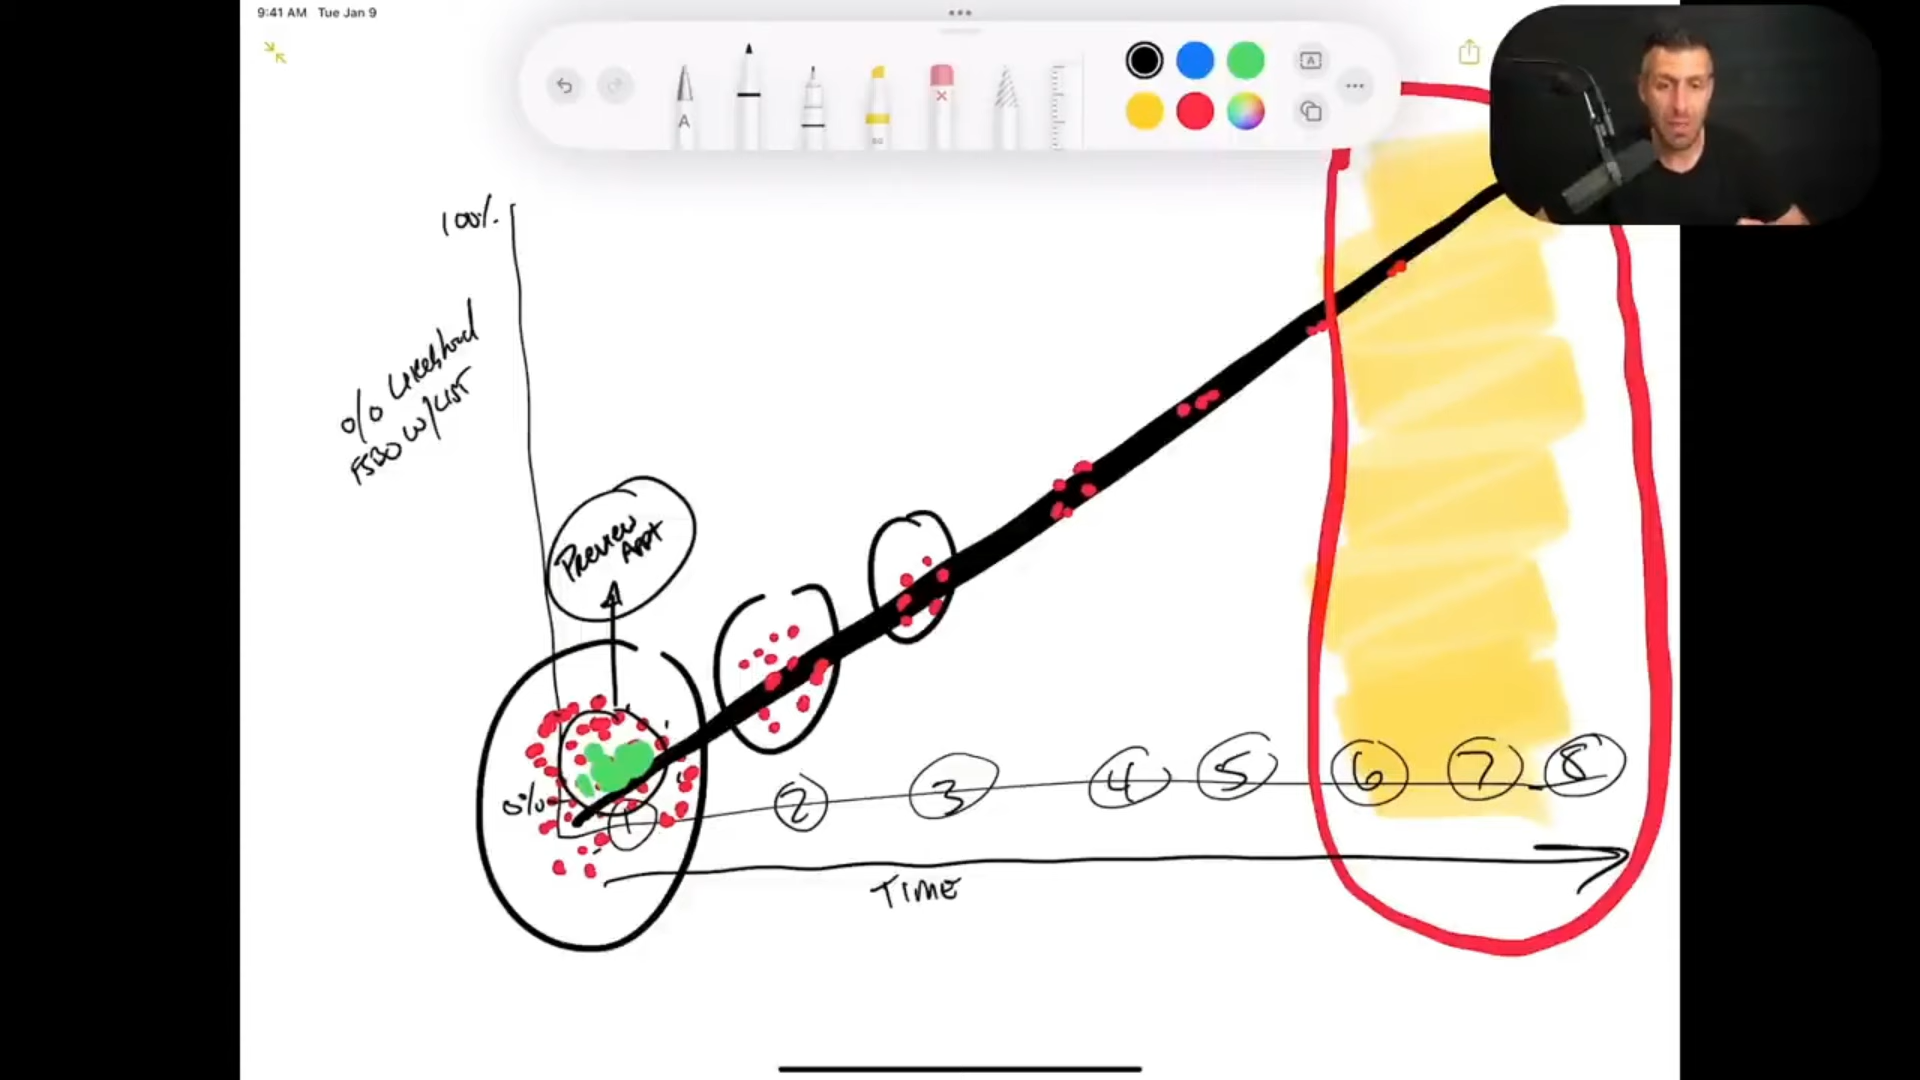 9:41 AM Tue Jan 9
A
80
A
100%
% Likelihood
FSBO W/LIST
Preview
Appt
0%
1
2
3
4
5
6
7
8
TIME